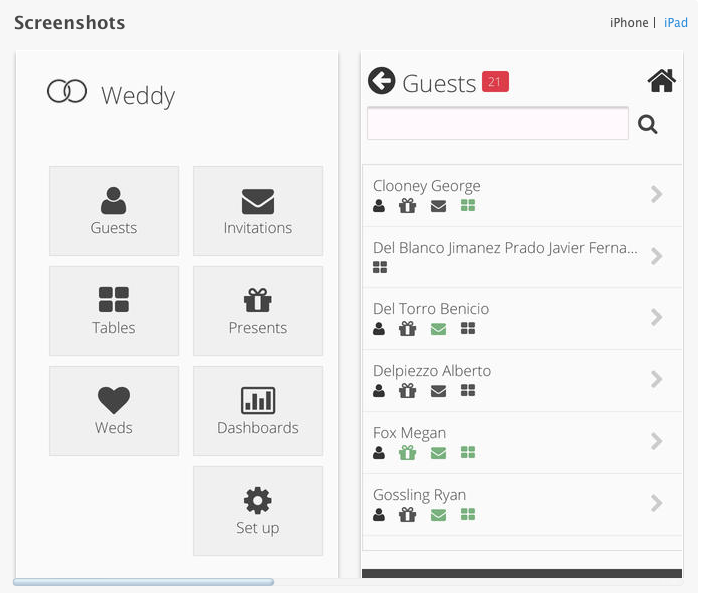 Screenshots
iPhone | iPad
Weddy
Guests
Invitations
Tables
Presents
Weds
Dashboards
Set up
Guests 21
Clooney George
Del Blanco Jimanez Prado Javier Ferna...
Del Torro Benicio
Delpiezzo Alberto
Fox Megan
Gossling Ryan